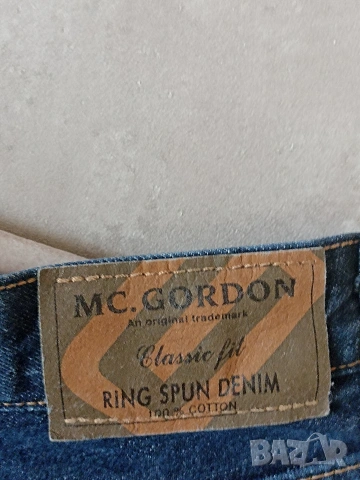 MC. GORDON
An original trademark
Classic fit
RING SPUN DENIM
100% COTTON
BAZAR